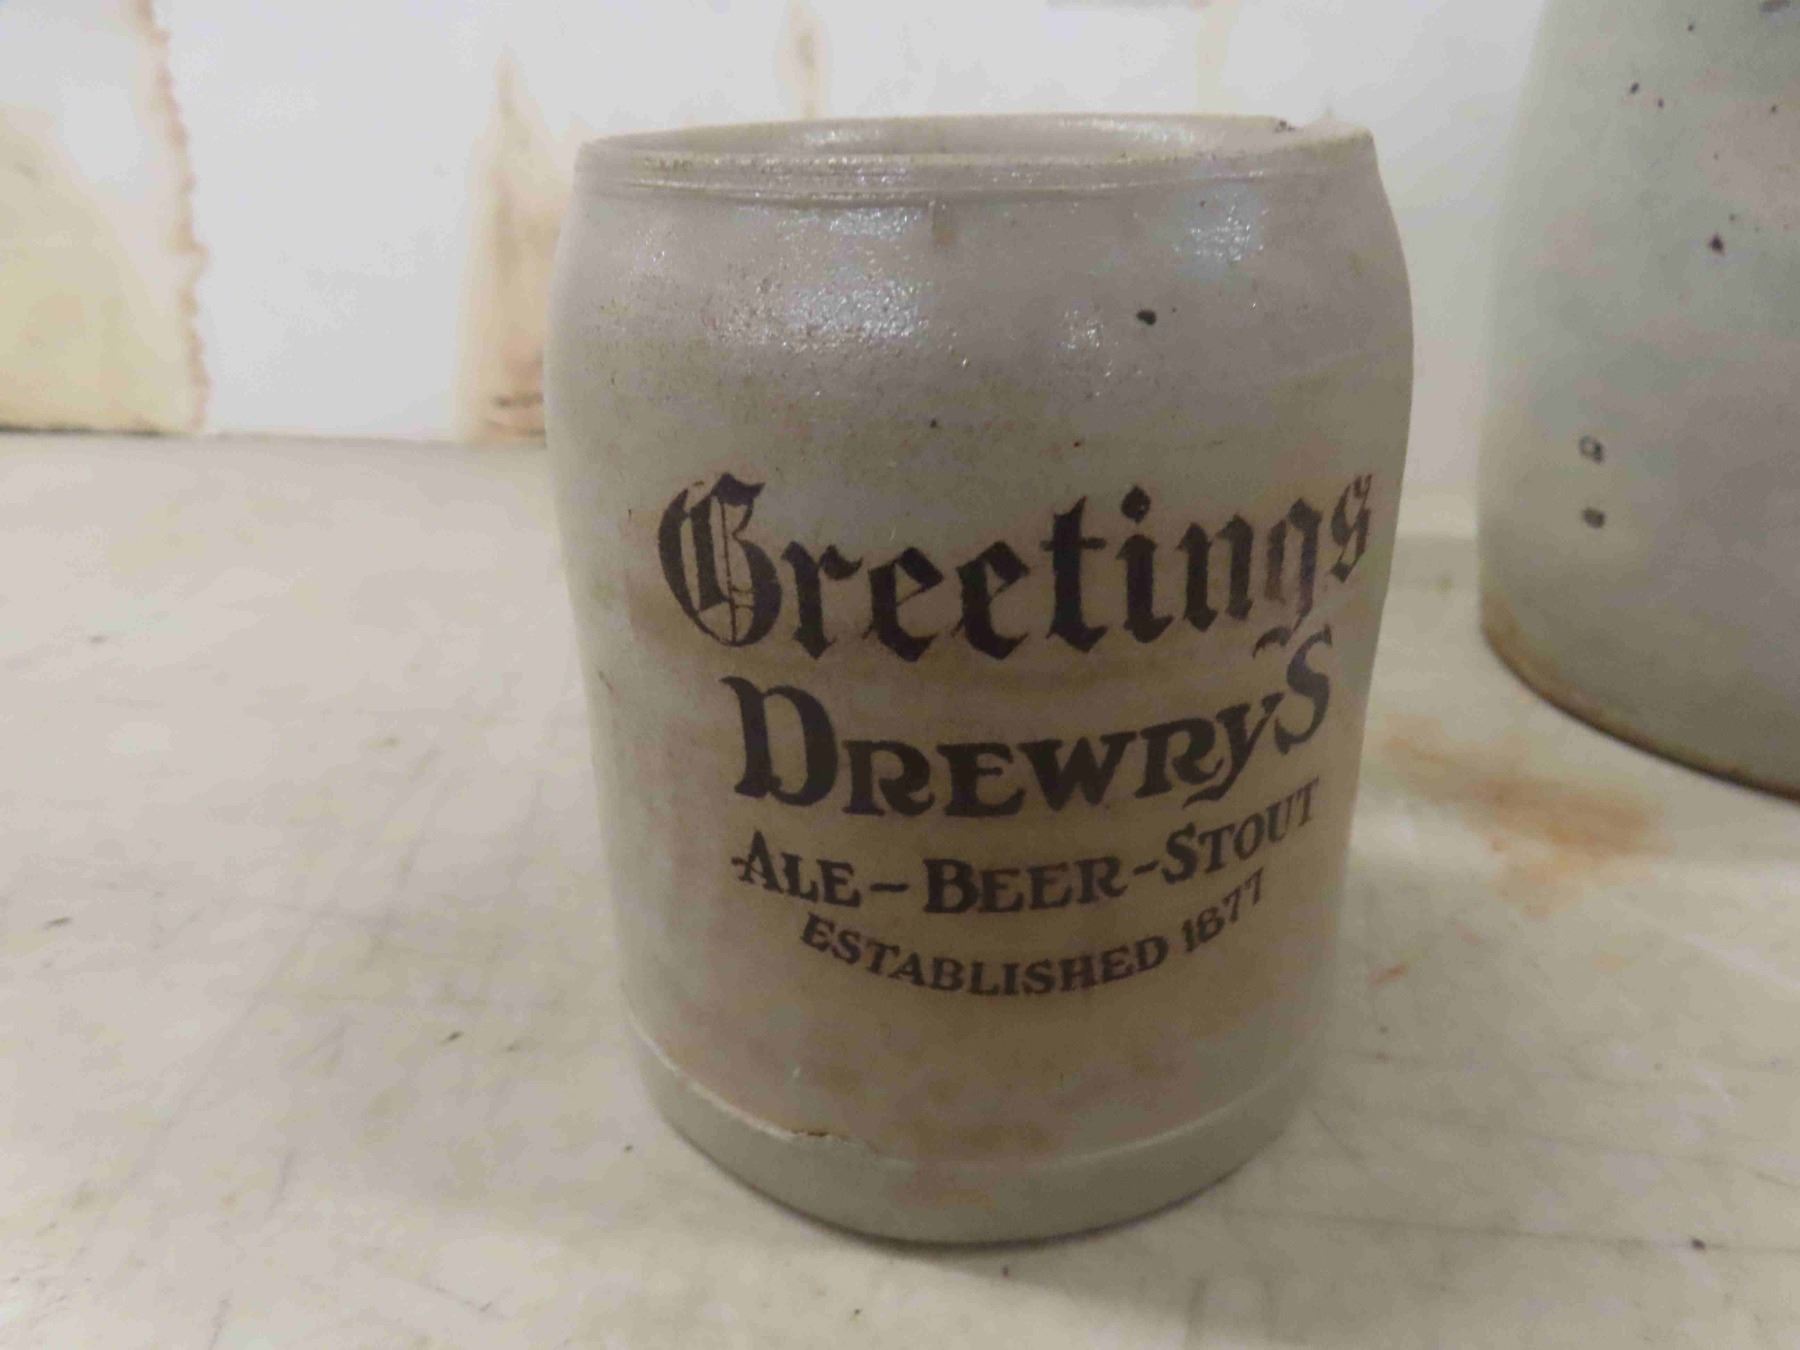 Greetings
DREWRYS
ALE-BEER-STOUT
ESTABLISHED 1877